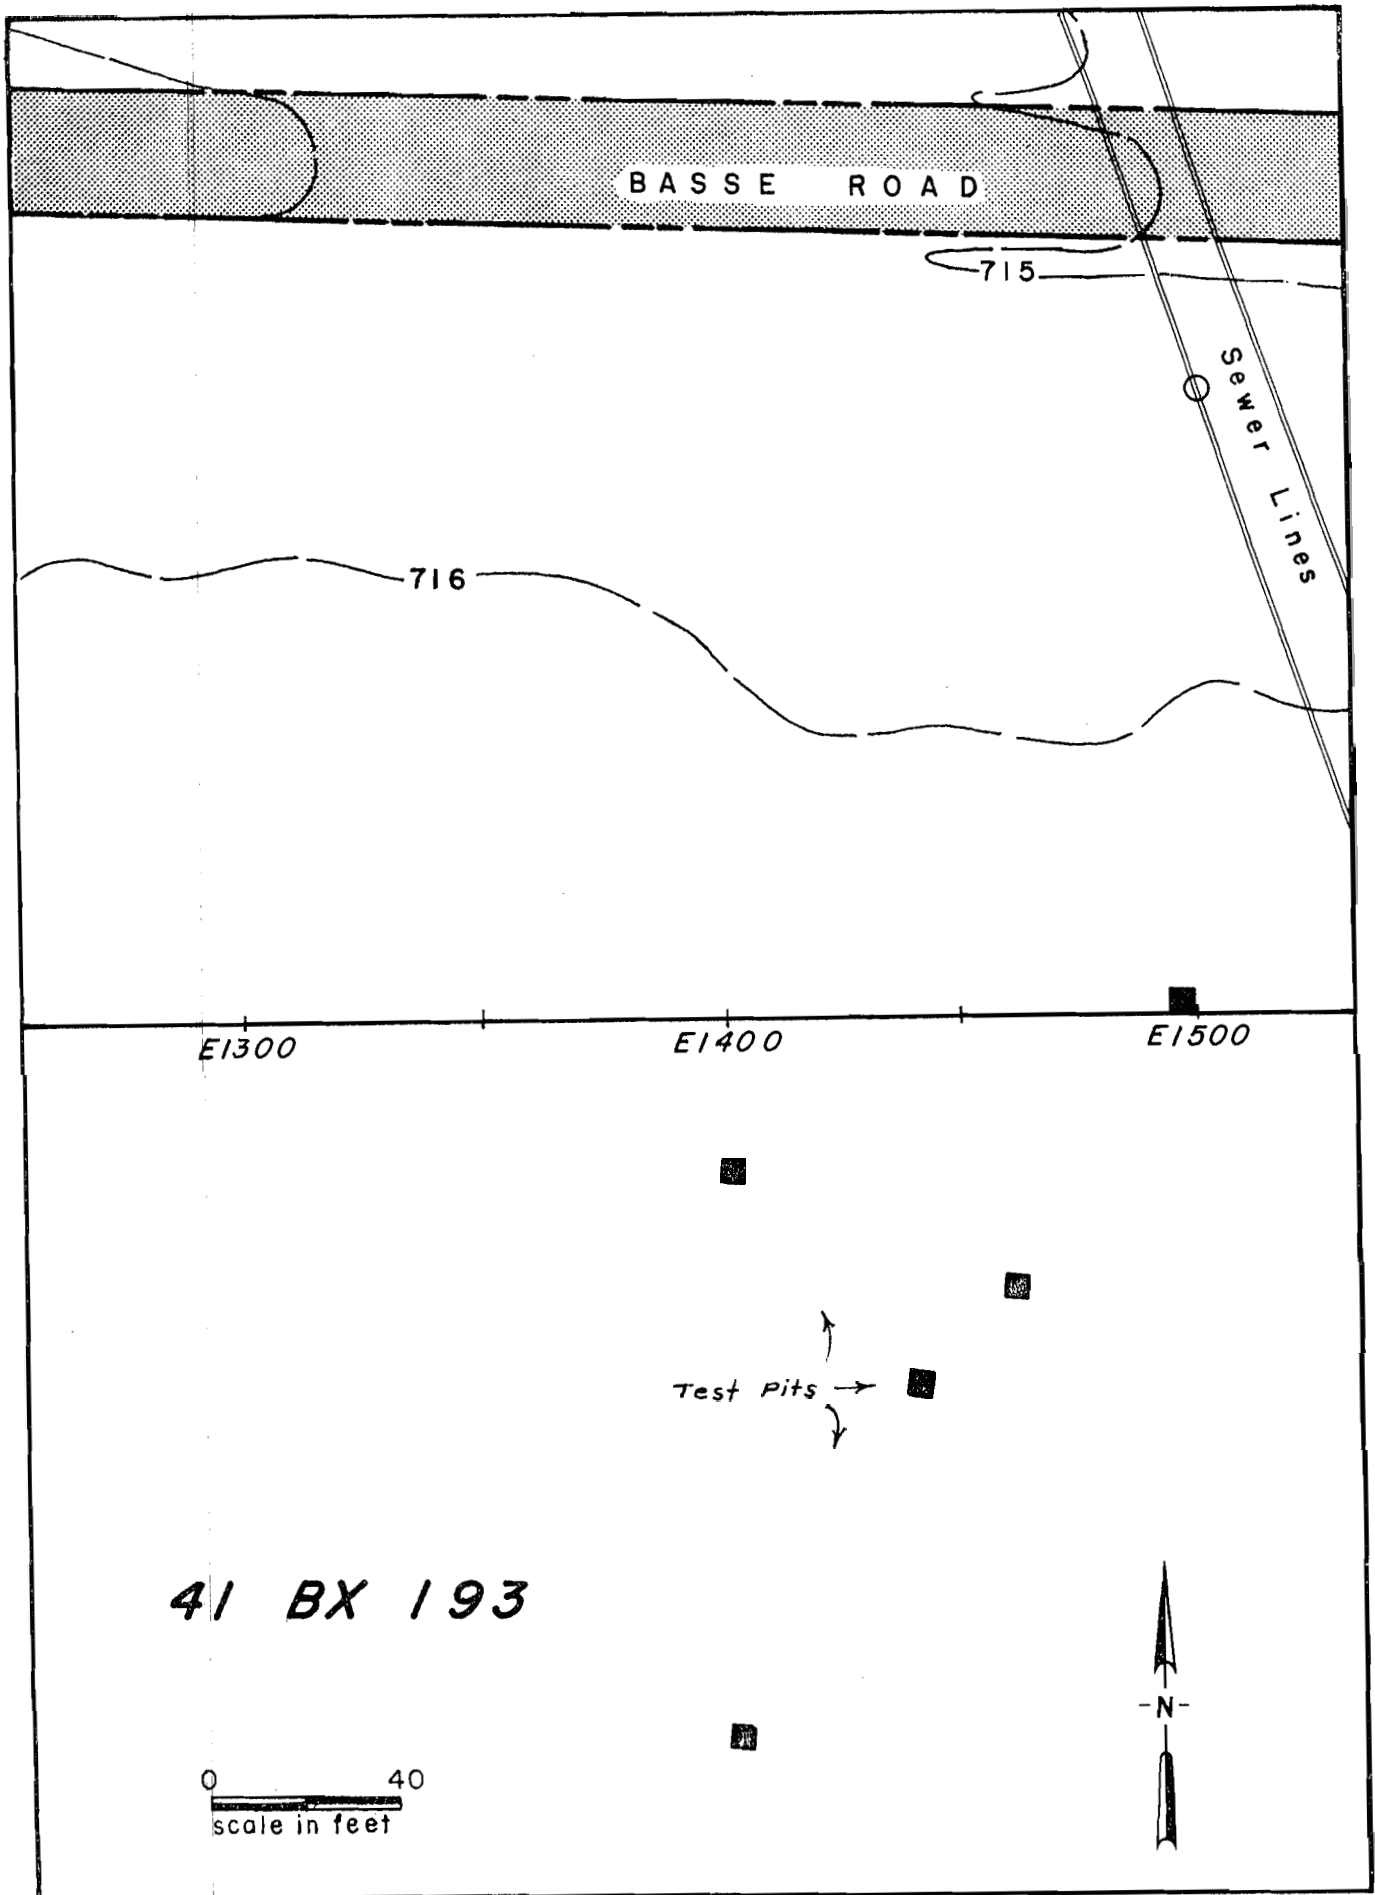 BASSE ROAD
715
Sewer Lines
716
E1300 E1400 E1500
Test Pits
41 BX 193
-N-
0 40
scale in feet